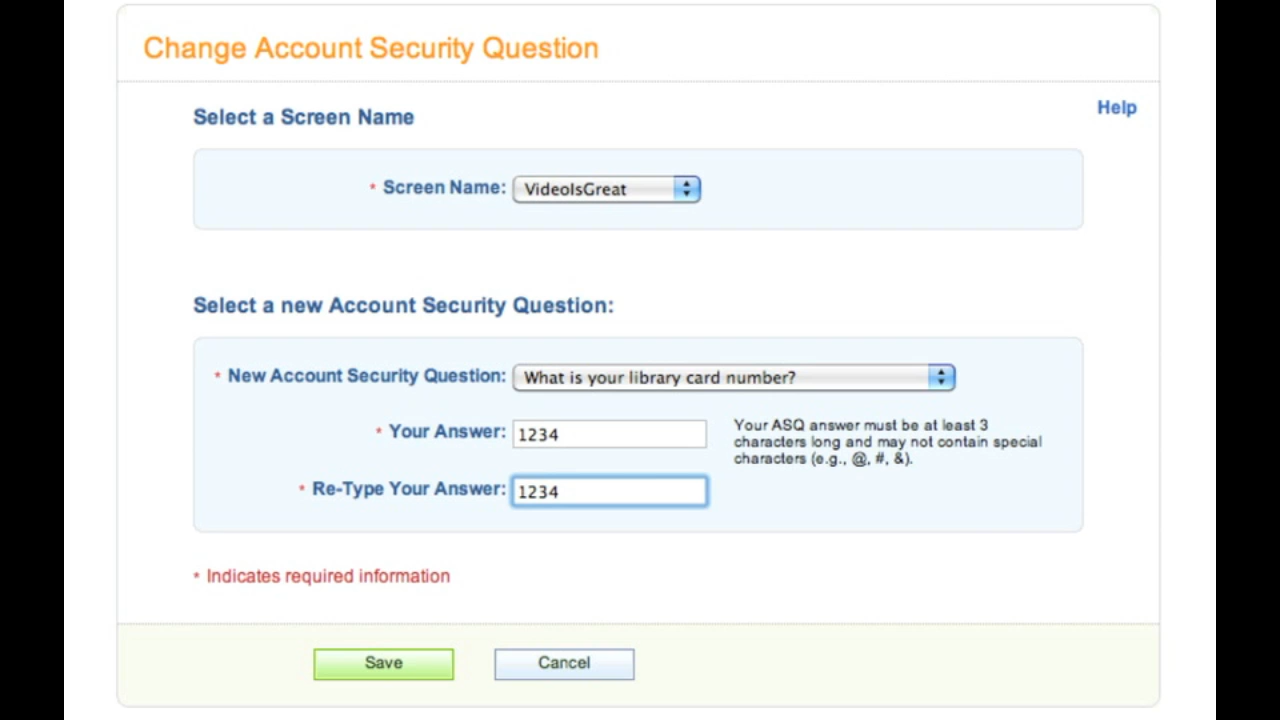 Change Account Security Question
Help
Select a Screen Name
* Screen Name: VideoIsGreat
Select a new Account Security Question:
* New Account Security Question: What is your library card number?
* Your Answer: 1234
Your ASQ answer must be at least 3
characters long and may not contain special
characters (e.g., @, #, &).
* Re-Type Your Answer: 1234
* Indicates required information
Save Cancel